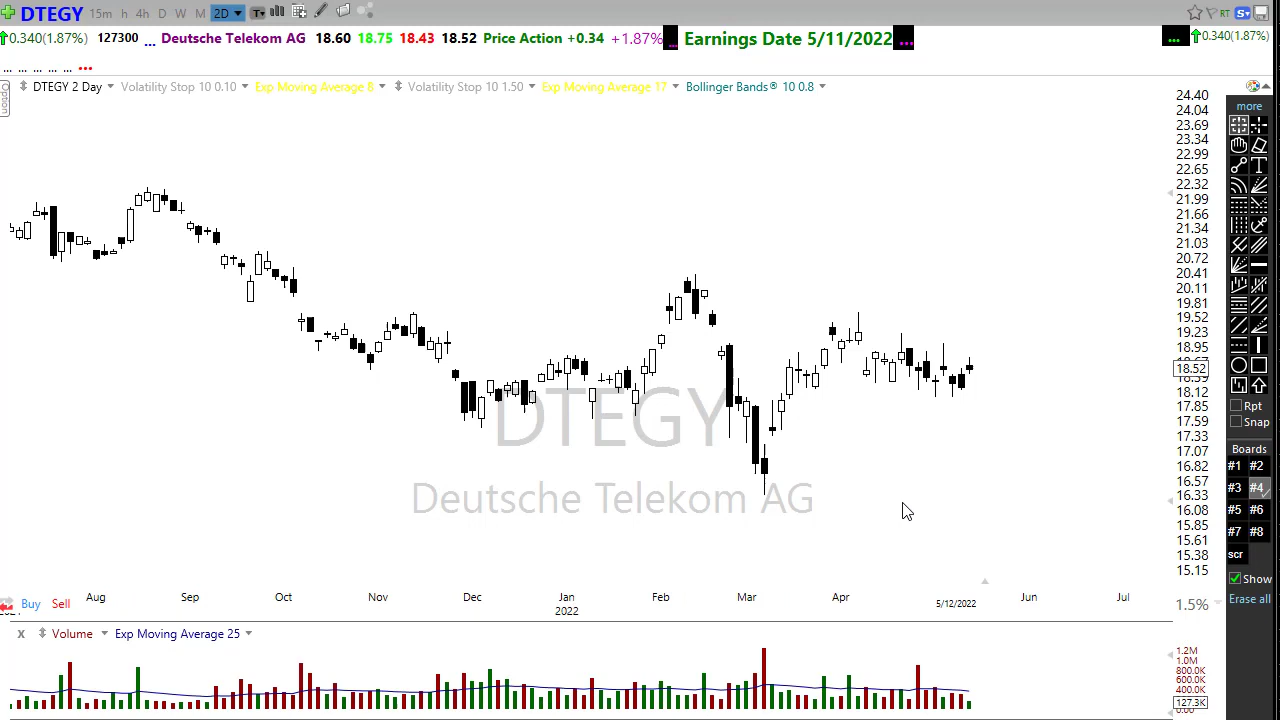 DTEGY 15m h 4h D W M 2D T RT S
0.340(1.87%) 127300 ... Deutsche Telekom AG 18.60 18.75 18.43 18.52 Price Action +0.34 +1.87% ... Earnings Date 5/11/2022 ... ... 0.340(1.87%)
... ... ... ... ... ...
DTEGY 2 Day Volatility Stop 10 0.10 Exp Moving Average 8 Volatility Stop 10 1.50 Exp Moving Average 17 Bollinger Bands® 10 0.8
Option
24.40
24.04
23.69
23.34
22.99
22.65
22.32
21.99
21.66
21.34
21.03
20.72
20.41
20.11
19.81
19.52
19.23
18.95
18.52
18.39
18.12
17.85
17.59
17.33
17.07
16.82
16.57
16.33
16.08
15.85
15.61
15.38
15.15
more
Rpt
Snap
Boards
#1 #2
#3 #4
#5 #6
#7 #8
scr
Show
Erase all
DTEGY
Deutsche Telekom AG
Buy Sell
Aug Sep Oct Nov Dec Jan Feb Mar Apr 5/12/2022 Jun Jul
2022
1.5%
X Volume Exp Moving Average 25
1.2M
1.0M
800.0K
600.0K
400.0K
127.3K
0.00